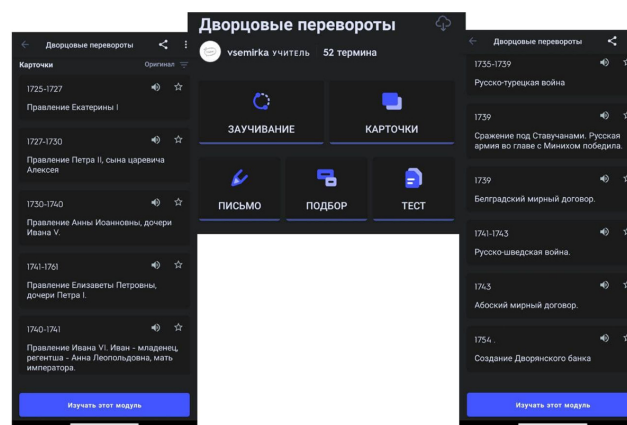 Дворцовые перевороты
Карточки
Оригинал
1725-1727
Правление Екатерины I
1727-1730
Правление Петра II, сына царевича
Алексея
1730-1740
Правление Анны Иоанновны, дочери
Ивана V.
1741-1761
Правление Елизаветы Петровны,
дочери Петра I.
1740-1741
Правление Ивана VI. Иван - младенец,
регентша - Анна Леопольдовна, мать
императора.
Изучать этот модуль
Дворцовые перевороты
vsemirka УЧИТЕЛЬ 52 термина
ЗАУЧИВАНИЕ
КАРТОЧКИ
ПИСЬМО
ПОДБОР
ТЕСТ
Дворцовые перевороты
1735-1739
Русско-турецкая война
1739
Сражение под Ставучанами. Русская
армия во главе с Минихом победила.
1739
Белградский мирный договор.
1741-1743
Русско-шведская война.
1743
Абоский мирный договор.
1754 .
Создание Дворянского банка
Изучать этот модуль